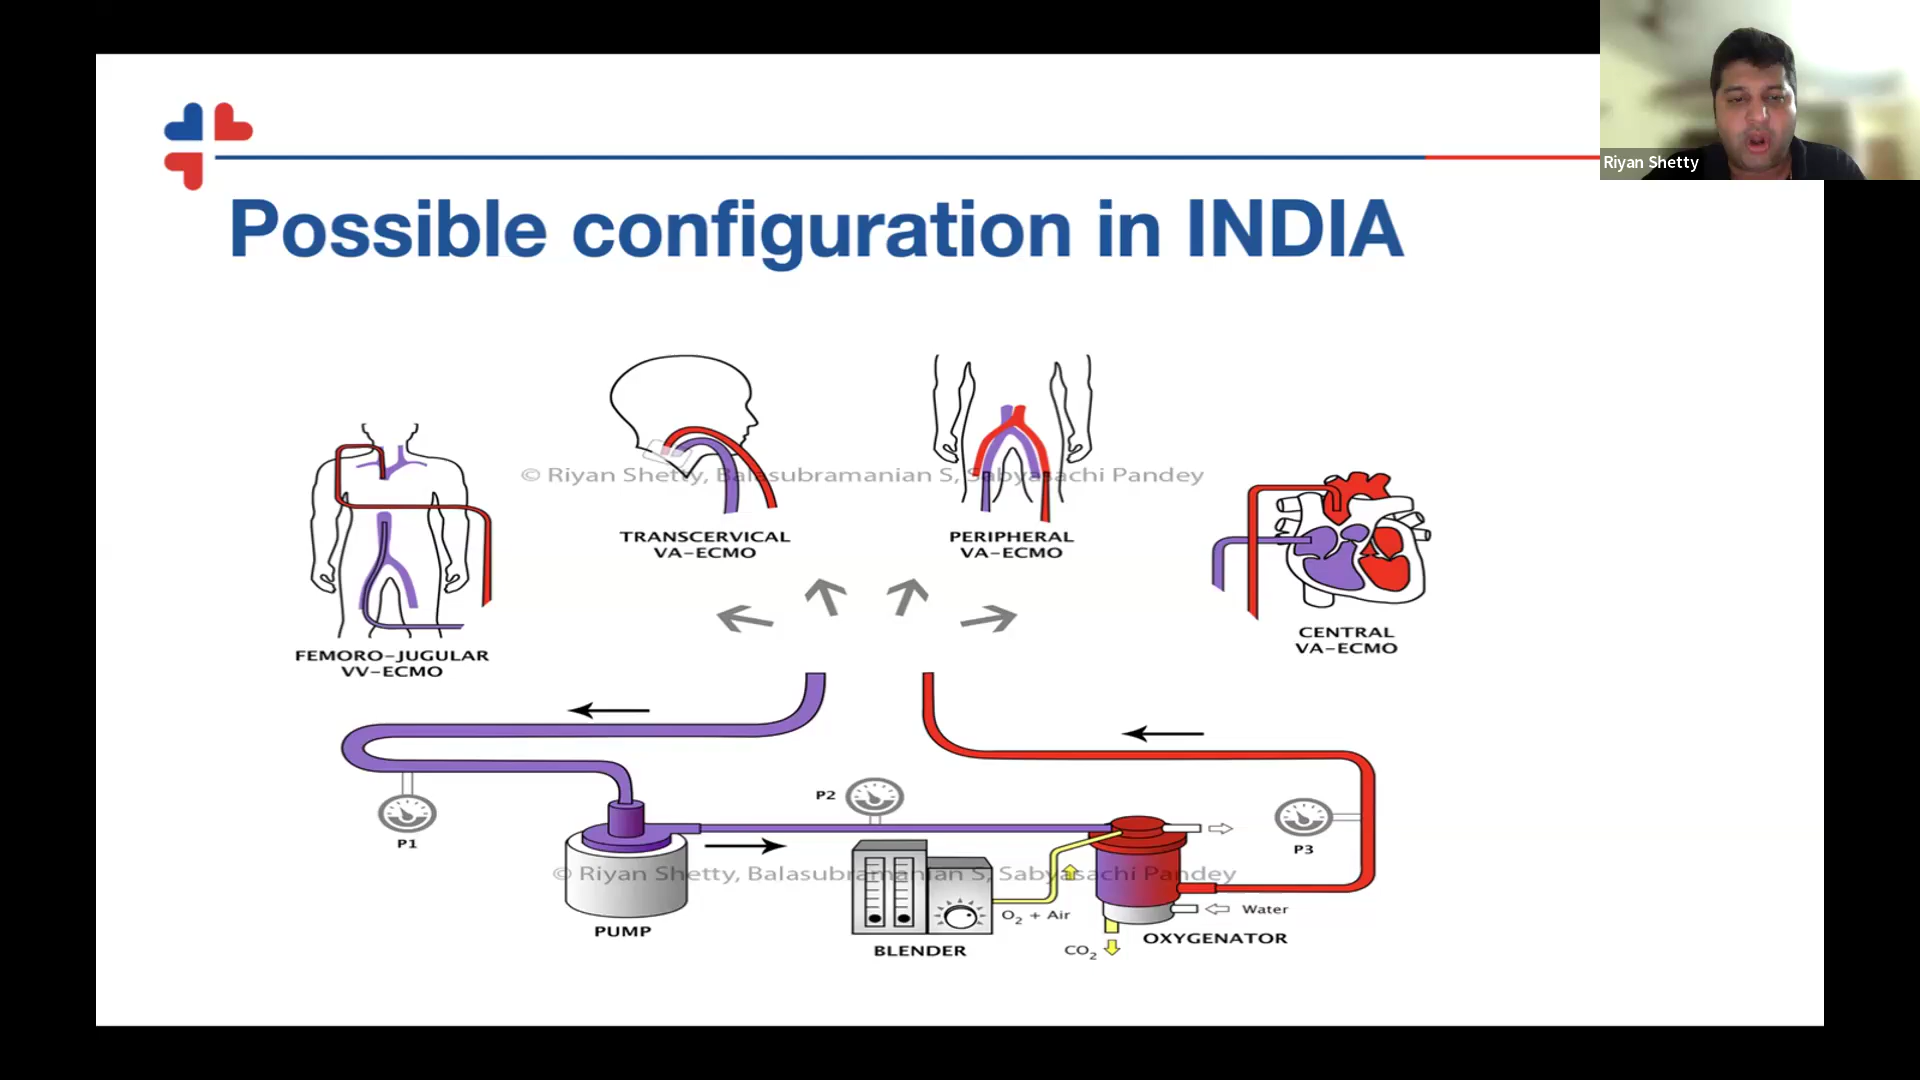 Riyan Shetty
Possible configuration in INDIA
© Riyan Shetty, Balasubramanian S, Sabyasachi Pandey
TRANSCERVICAL
VA-ECMO
PERIPHERAL
VA-ECMO
CENTRAL
VA-ECMO
FEMORO-JUGULAR
VV-ECMO
P1
P2
P3
© Riyan Shetty, Balasubramanian S, Sabyasachi Pandey
PUMP
BLENDER
O2 + Air
CO2
Water
OXYGENATOR